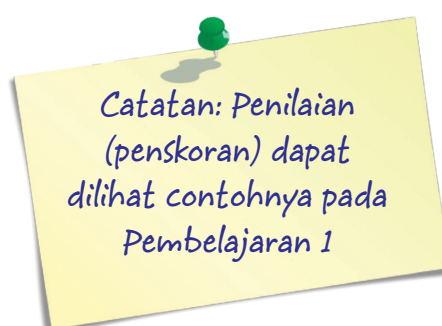 Catatan: Penilaian
(penskoran) dapat
dilihat contohnya pada
Pembelajaran 1